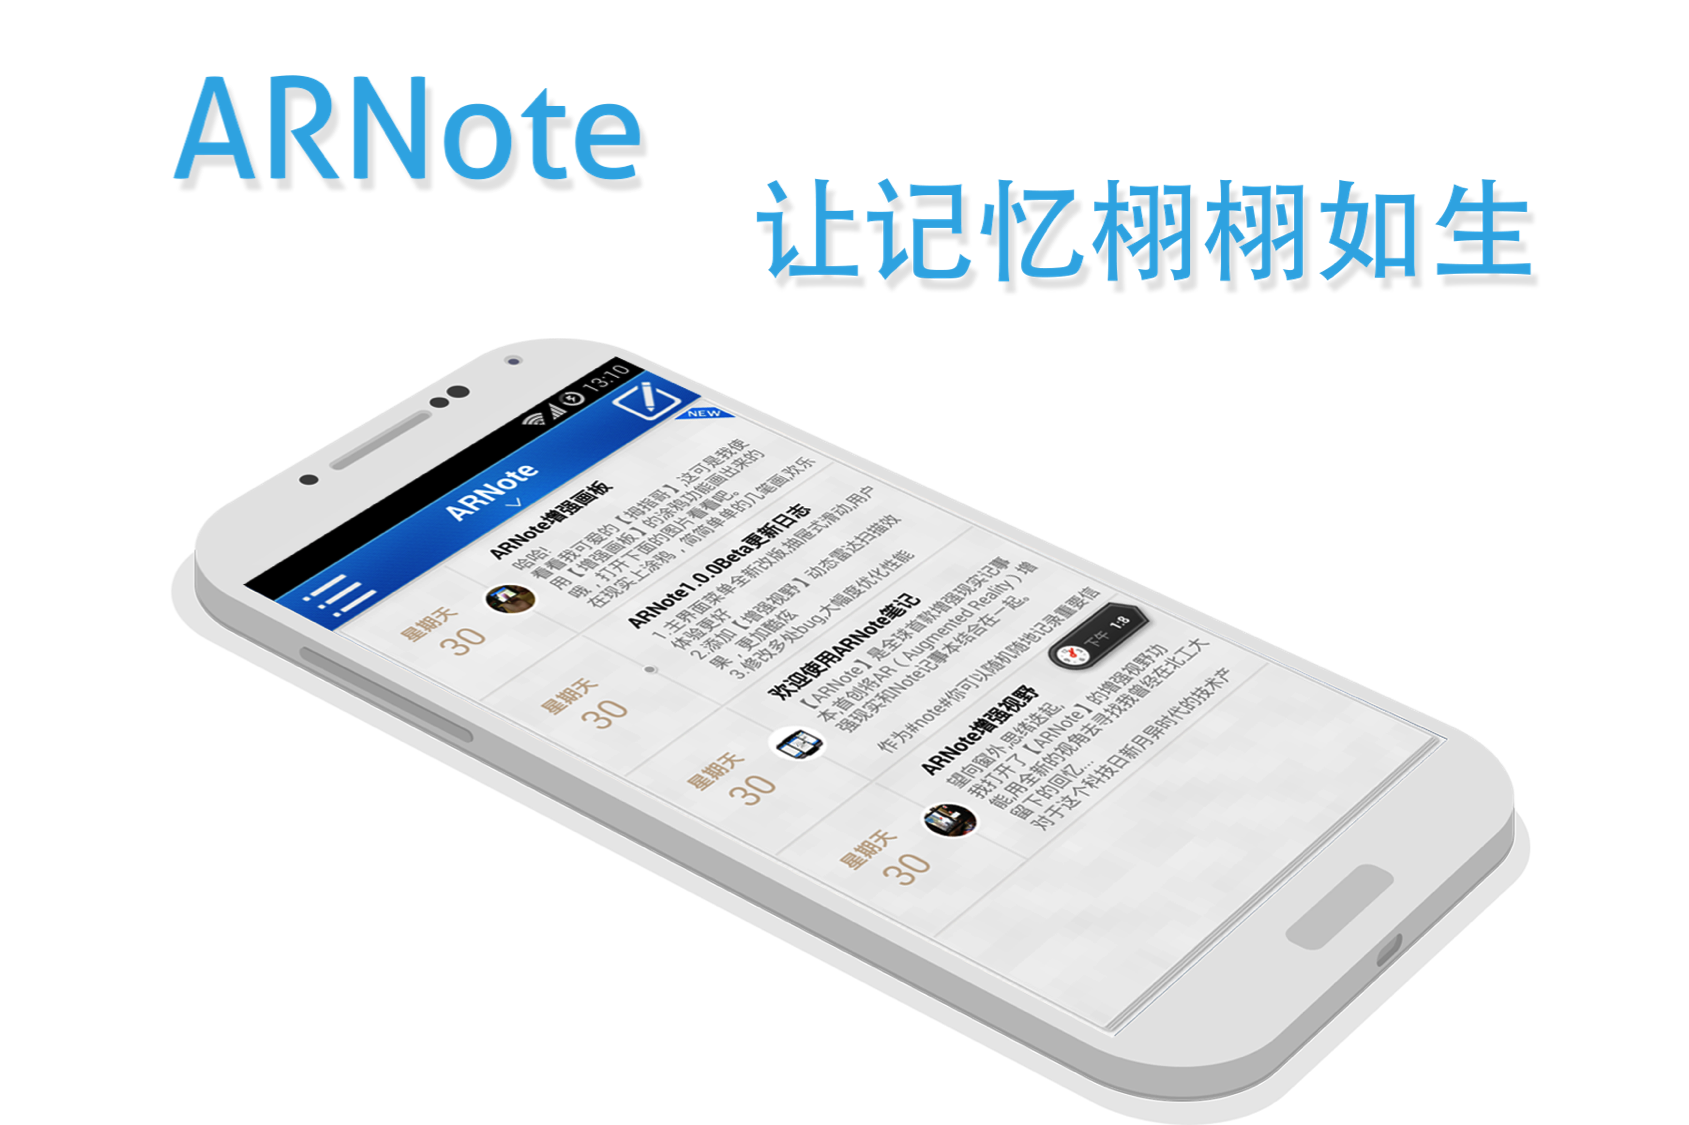 ARNote
让记忆栩栩如生
13:10
ARNote
NEW
星期天
30
ARNote增强画板
哈哈!
看看我可爱的【拇指哥】,这可是我使
用【增强画板】的涂鸦功能画出来的
哦，打开下面的图片看看吧。
在现实上涂鸦，简简单单的几笔画,欢乐
星期天
30
ARNote1.0.0Beta更新日志
1.主界面菜单全新改版,抽屉式滑动,用户
体验更好
2.添加【增强视野】动态雷达扫描效
果，更加酷炫
3.修改多处bug,大幅度优化性能
星期天
30
欢迎使用ARNote笔记
【ARNote】是全球首款增强现实记事
本,首创将AR（Augmented Reality）增
强现实和Note记事本结合在一起。
作为#note#你可以随机随地记录重要信
下午 1:8
星期天
30
ARNote增强视野
望向窗外,思绪迭起,
我打开了【ARNote】的增强视野功
能,用全新的视角去寻找我曾经在北工大
留下的回忆...
对于这个科技日新月异时代的技术产